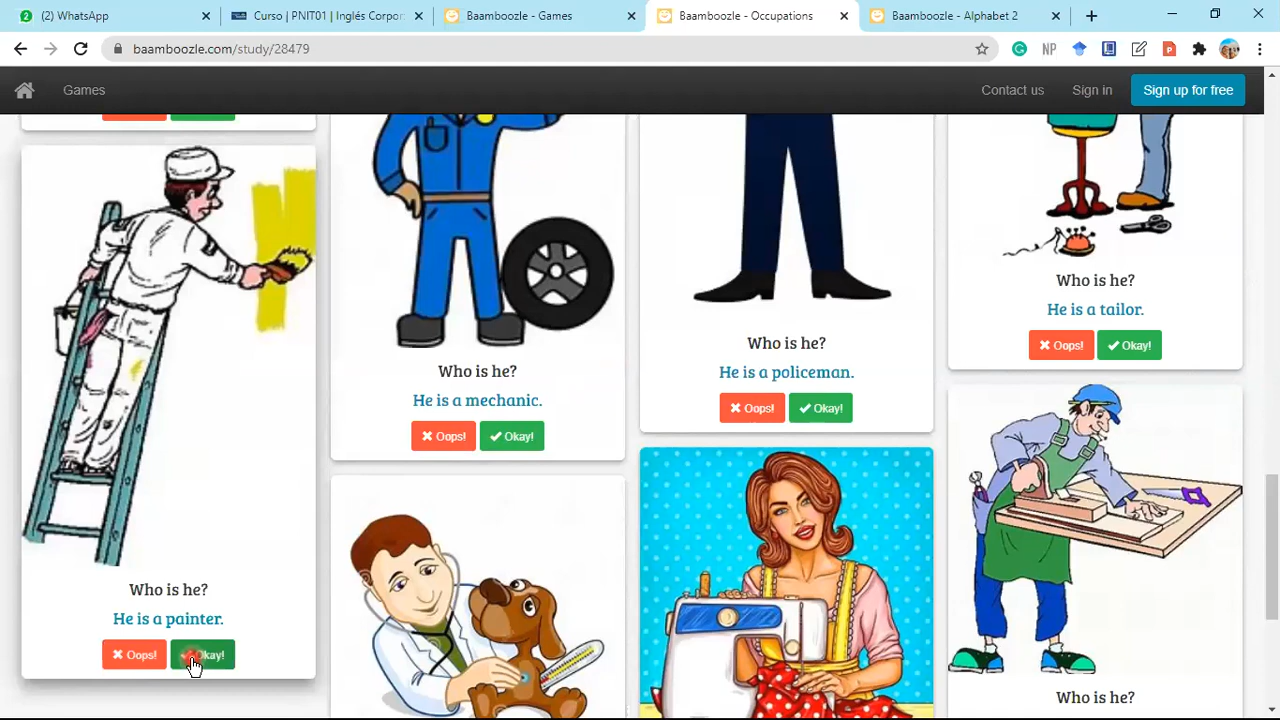 (2) WhatsApp
Curso | PNIT01 | Inglés Corpor
Baamboozle - Games
Baamboozle - Occupations
Baamboozle - Alphabet 2
baamboozle.com/study/28479
NP
Games
Contact us
Sign in
Sign up for free
Who is he?
He is a painter.
Oops!
Okay!
Who is he?
He is a mechanic.
Oops!
Okay!
Who is he?
He is a policeman.
Oops!
Okay!
Who is he?
He is a tailor.
Oops!
Okay!
Who is he?